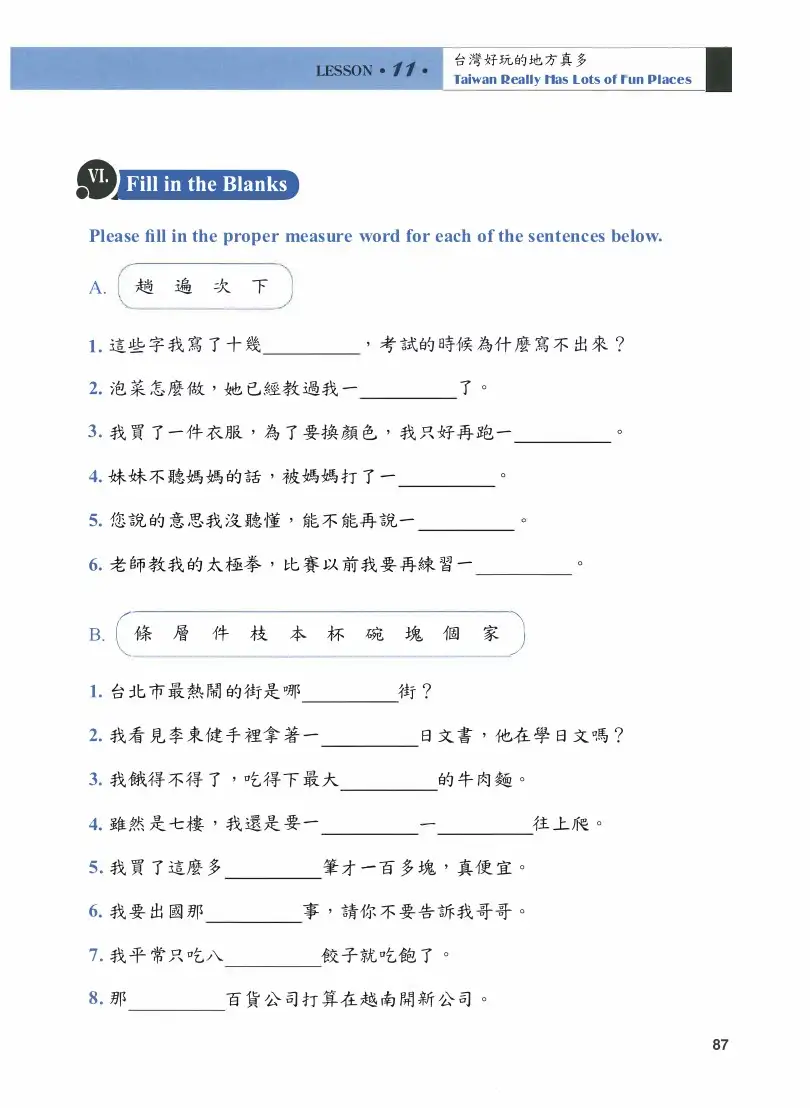 LESSON • 11 •
台灣好玩的地方真多
Taiwan Really Has Lots of Fun Places
VI. Fill in the Blanks
Please fill in the proper measure word for each of the sentences below.
A. 趟 遍 次 下
1. 這些字我寫了十幾__________，考試的時候為什麼寫不出來？
2. 泡菜怎麼做，她已經教過我一__________了。
3. 我買了一件衣服，為了要換顏色，我只好再跑一__________。
4. 妹妹不聽媽媽的話，被媽媽打了一__________。
5. 您說的意思我沒聽懂，能不能再說一__________。
6. 老師教我的太極拳，比賽以前我要再練習一__________。
B. 條 層 件 枝 本 杯 碗 塊 個 家
1. 台北市最熱鬧的街是哪__________街？
2. 我看見李東健手裡拿著一__________日文書，他在學日文嗎？
3. 我餓得不得了，吃得下最大__________的牛肉麵。
4. 雖然是七樓，我還是要一__________一__________往上爬。
5. 我買了這麼多__________筆才一百多塊，真便宜。
6. 我要出國那__________事，請你不要告訴我哥哥。
7. 我平常只吃八__________餃子就吃飽了。
8. 那__________百貨公司打算在越南開新公司。
87